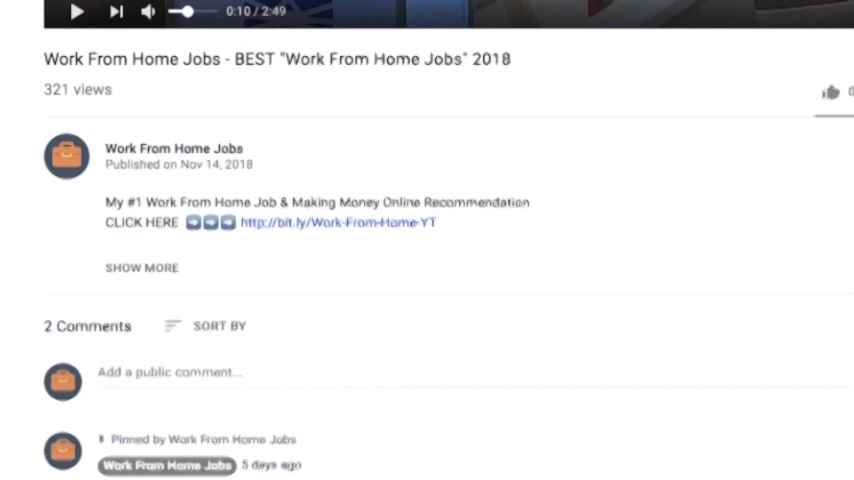 0:10 / 2:49
Work From Home Jobs - BEST "Work From Home Jobs" 2018
321 views
0
Work From Home Jobs
Published on Nov 14, 2018
My #1 Work From Home Job & Making Money Online Recommendation
CLICK HERE ➡➡➡ http://bit.ly/Work-From-Home-YT
SHOW MORE
2 Comments SORT BY
Add a public comment...
Pinned by Work From Home Jobs
Work From Home Jobs 5 days ago